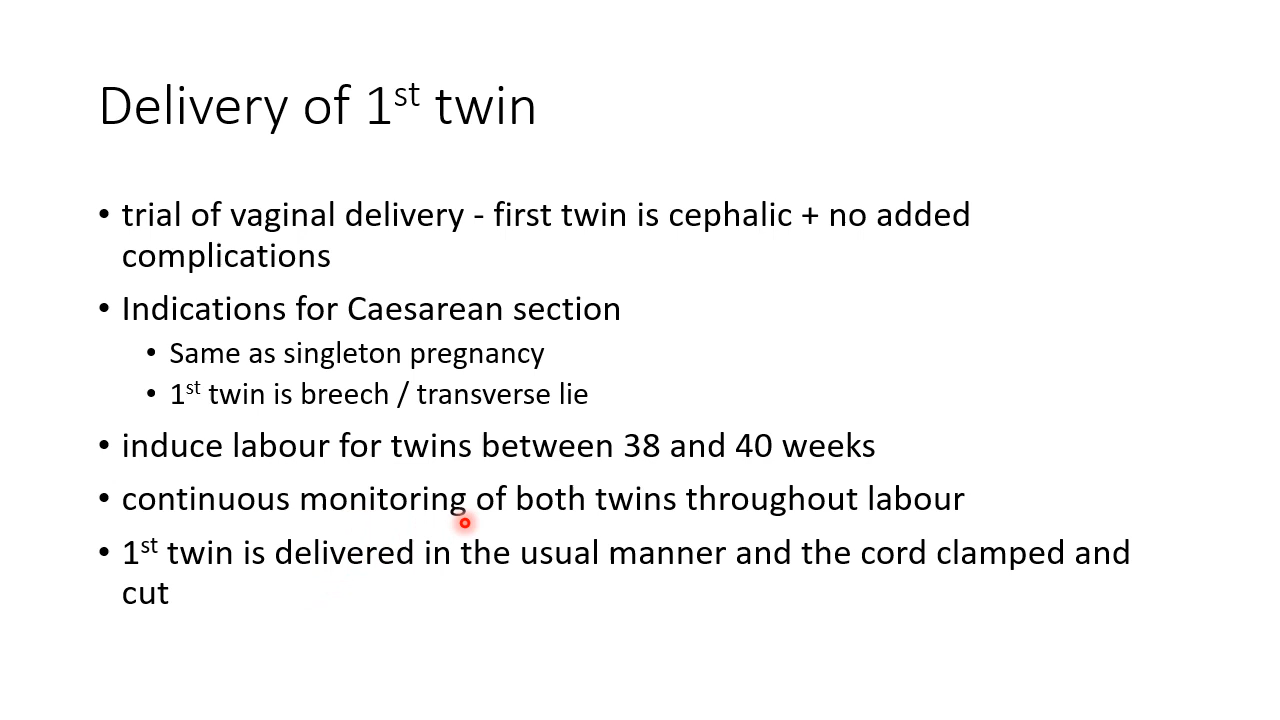 Delivery of 1st twin
• trial of vaginal delivery - first twin is cephalic + no added
complications
• Indications for Caesarean section
• Same as singleton pregnancy
• 1st twin is breech / transverse lie
• induce labour for twins between 38 and 40 weeks
• continuous monitoring of both twins throughout labour
• 1st twin is delivered in the usual manner and the cord clamped and
cut